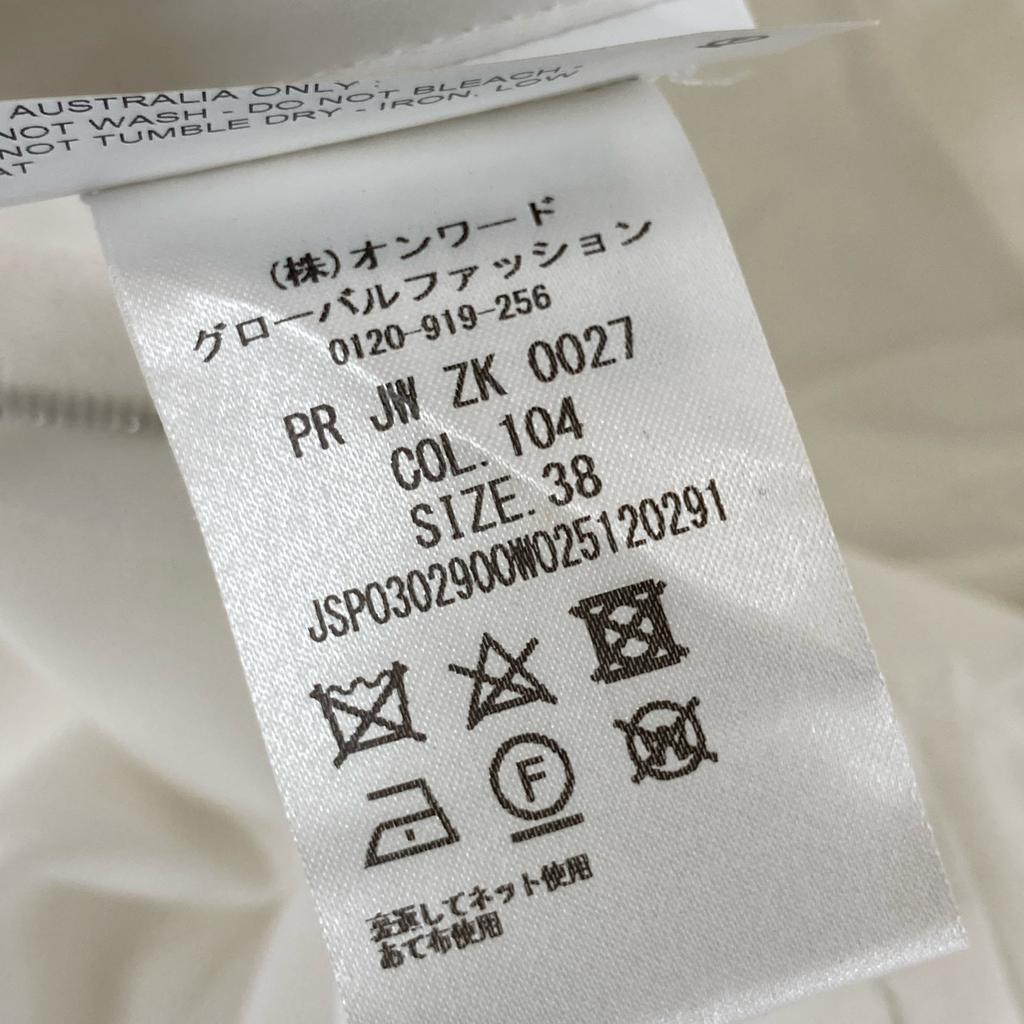 AUSTRALIA ONLY :
NOT WASH - DO NOT BLEACH -
NOT TUMBLE DRY - IRON. LOW
AT
(株)オンワード
グローバルファッション
0120-919-256
PR JW ZK 0027
COL. 104
SIZE. 38
JSP0302900W025120291
F
裏返してネット使用
あて布使用